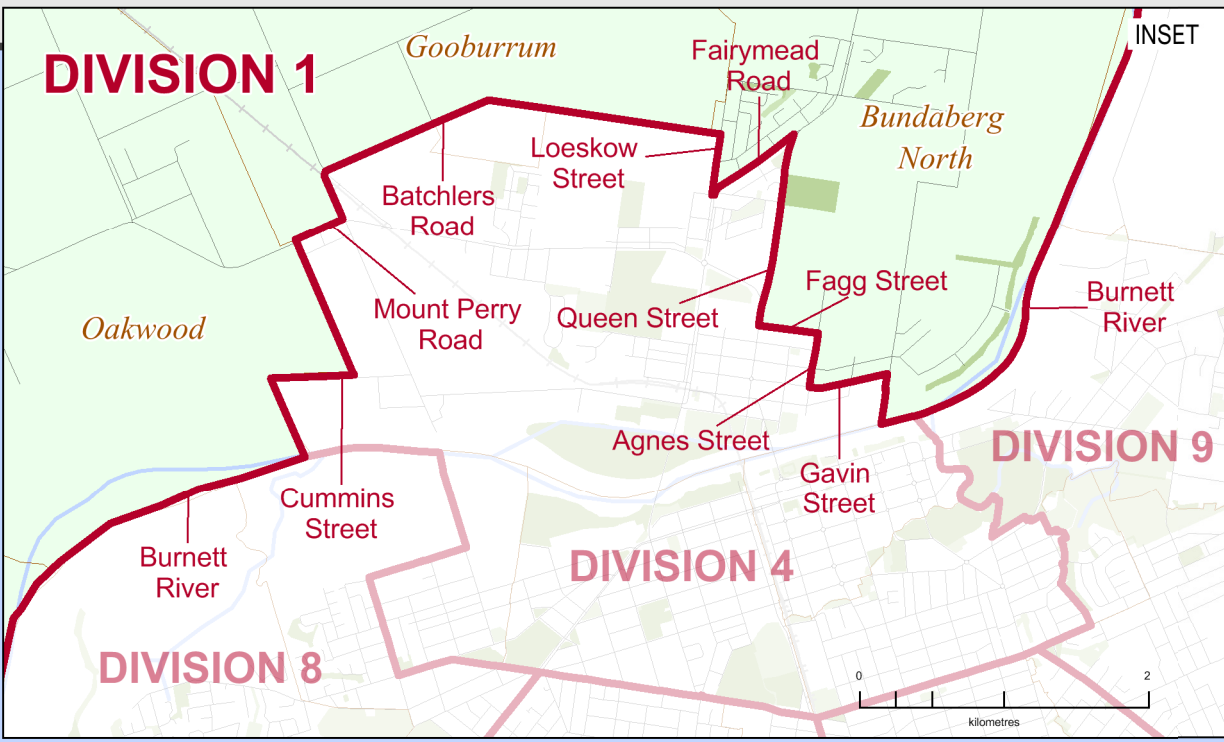 INSET
DIVISION 1
Gooburrum
Fairymead
Road
Bundaberg
North
Loeskow
Street
Batchlers
Road
Mount Perry
Road
Queen Street
Fagg Street
Burnett
River
Oakwood
Agnes Street
DIVISION 9
Gavin
Street
Cummins
Street
Burnett
River
DIVISION 4
DIVISION 8
0
2
kilometres